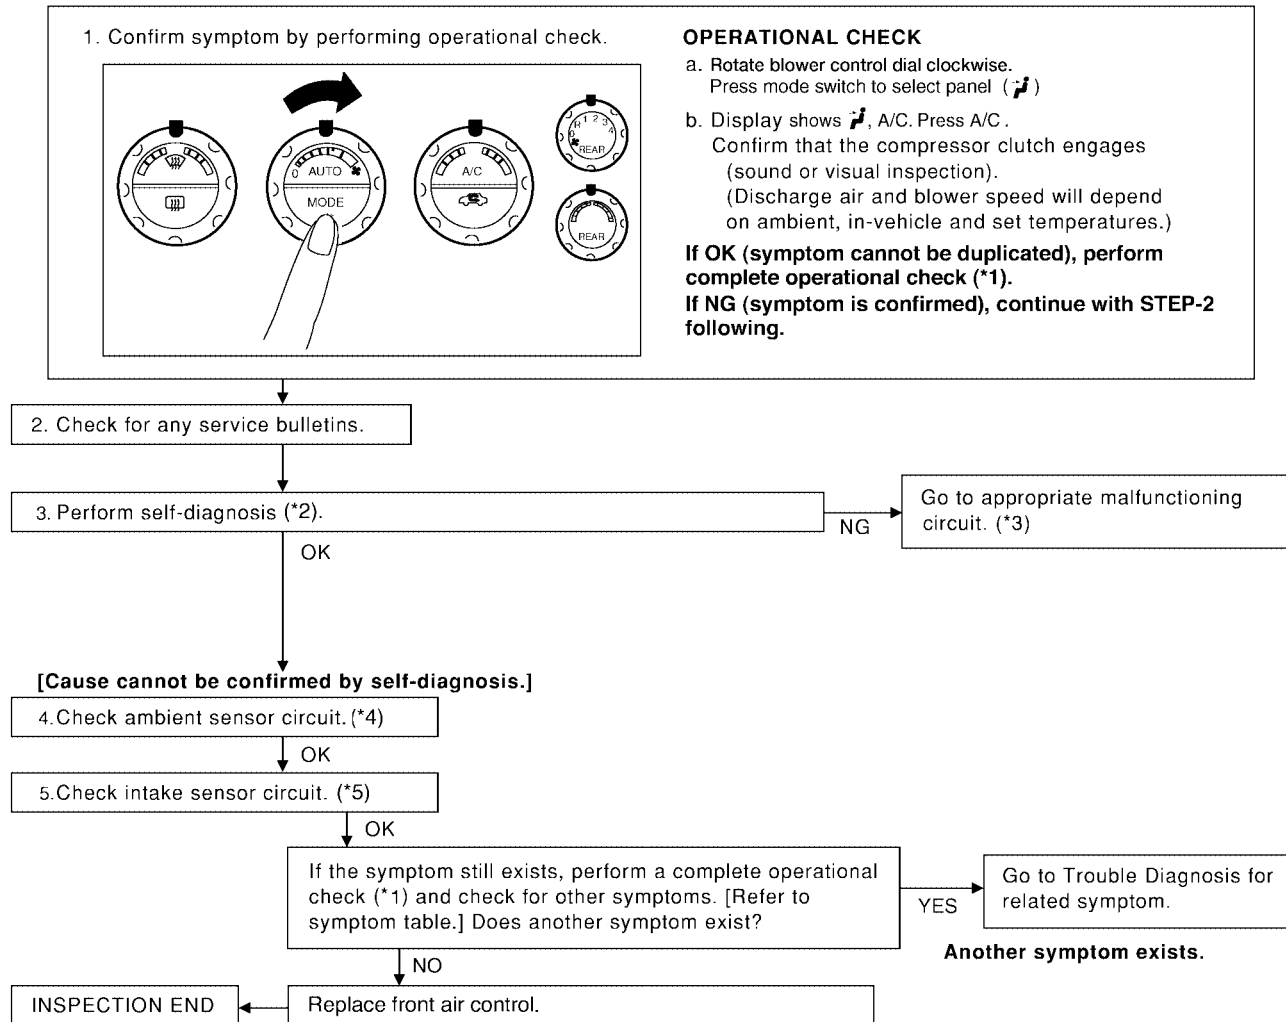 1. Confirm symptom by performing operational check.
AUTO
MODE
A/C
R 1 2 3 4
0
REAR
REAR
0
OPERATIONAL CHECK
a. Rotate blower control dial clockwise.
Press mode switch to select panel ( )
b. Display shows , A/C. Press A/C .
Confirm that the compressor clutch engages
(sound or visual inspection).
(Discharge air and blower speed will depend
on ambient, in-vehicle and set temperatures.)
If OK (symptom cannot be duplicated), perform
complete operational check (*1).
If NG (symptom is confirmed), continue with STEP-2
following.
2. Check for any service bulletins.
3. Perform self-diagnosis (*2).
NG
Go to appropriate malfunctioning
circuit. (*3)
OK
[Cause cannot be confirmed by self-diagnosis.]
4.Check ambient sensor circuit. (*4)
OK
5.Check intake sensor circuit. (*5)
OK
If the symptom still exists, perform a complete operational
check (*1) and check for other symptoms. [Refer to
symptom table.] Does another symptom exist?
YES
Go to Trouble Diagnosis for
related symptom.
Another symptom exists.
NO
Replace front air control.
INSPECTION END